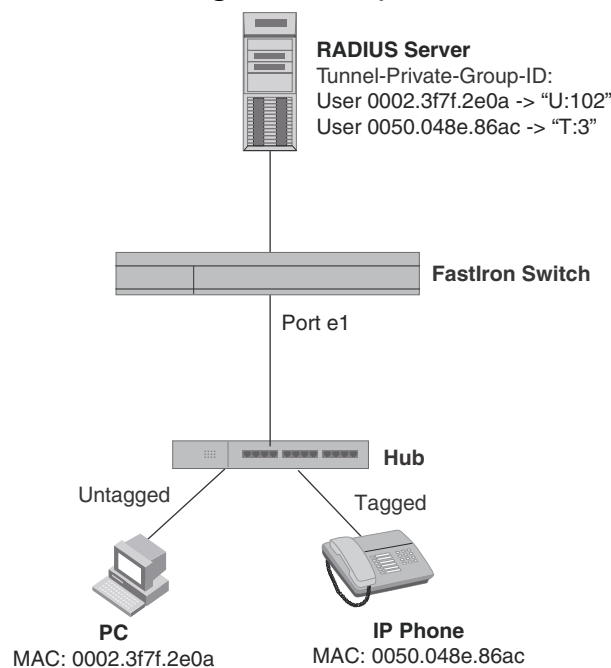 RADIUS Server
Tunnel-Private-Group-ID:
User 0002.3f7f.2e0a -> “U:102”
User 0050.048e.86ac -> “T:3”
FastIron Switch
Port e1
Hub
Untagged
Tagged
PC
MAC: 0002.3f7f.2e0a
IP Phone
MAC: 0050.048e.86ac